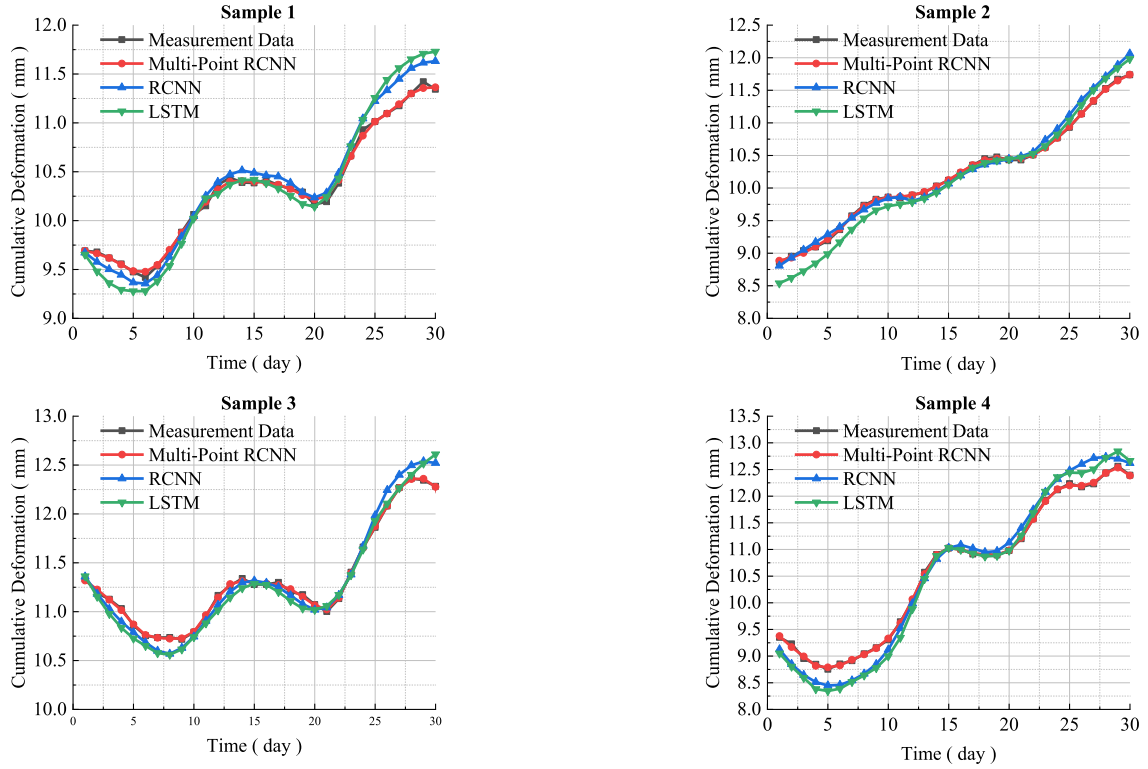 Sample 1
12.0
11.5
11.0
10.5
10.0
9.5
9.0
Cumulative Deformation ( mm )
Measurement Data
Multi-Point RCNN
RCNN
LSTM
0 5 10 15 20 25 30
Time ( day )
Sample 2
12.5
12.0
11.5
11.0
10.5
10.0
9.5
9.0
8.5
8.0
Cumulative Deformation ( mm )
Measurement Data
Multi-Point RCNN
RCNN
LSTM
0 5 10 15 20 25 30
Time ( day )
Sample 3
13.0
12.5
12.0
11.5
11.0
10.5
10.0
Cumulative Deformation ( mm )
Measurement Data
Multi-Point RCNN
RCNN
LSTM
0 5 10 15 20 25 30
Time ( day )
Sample 4
13.5
13.0
12.5
12.0
11.5
11.0
10.5
10.0
9.5
9.0
8.5
8.0
Cumulative Deformation ( mm )
Measurement Data
Multi-Point RCNN
RCNN
LSTM
0 5 10 15 20 25 30
Time ( day )